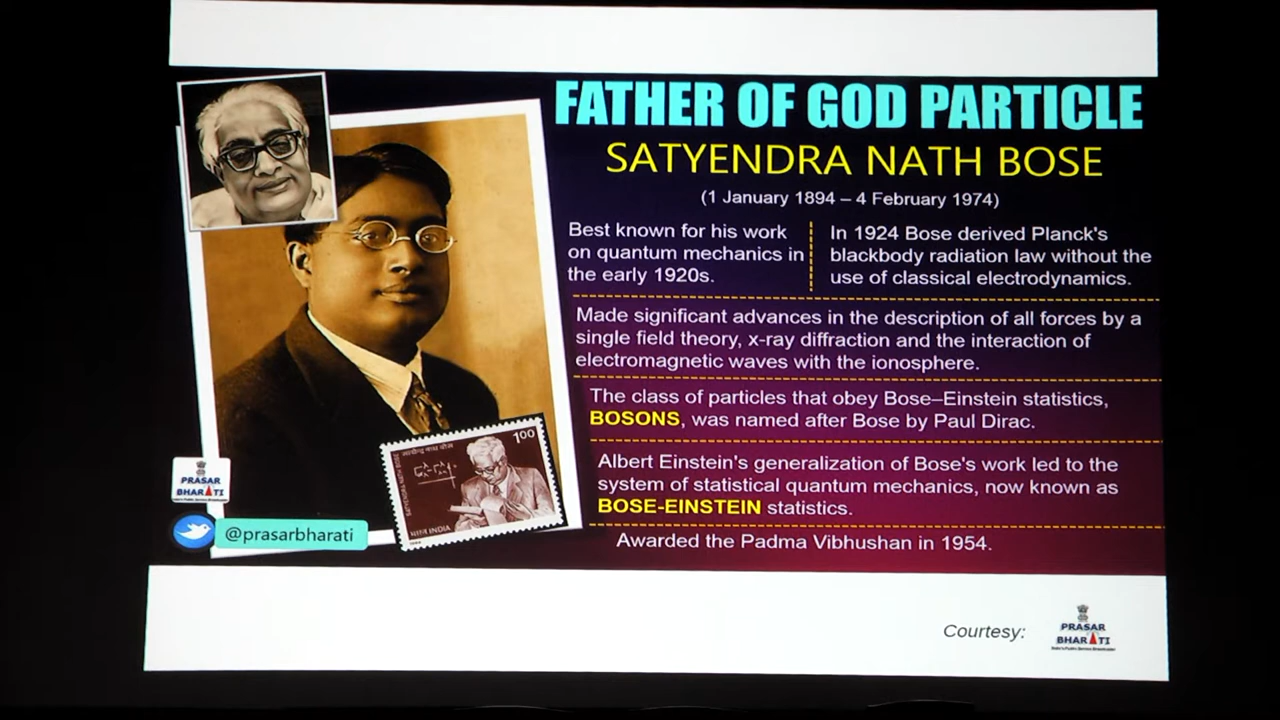 FATHER OF GOD PARTICLE
SATYENDRA NATH BOSE
(1 January 1894 – 4 February 1974)
Best known for his work
on quantum mechanics in
the early 1920s.
In 1924 Bose derived Planck's
blackbody radiation law without the
use of classical electrodynamics.
Made significant advances in the description of all forces by a
single field theory, x-ray diffraction and the interaction of
electromagnetic waves with the ionosphere.
The class of particles that obey Bose–Einstein statistics,
BOSONS, was named after Bose by Paul Dirac.
Albert Einstein's generalization of Bose's work led to the
system of statistical quantum mechanics, now known as
BOSE-EINSTEIN statistics.
Awarded the Padma Vibhushan in 1954.
PRASAR
BHARATI
@prasarbharati
1.00
भारत INDIA
Courtesy:
PRASAR
BHARATI
India's Public Service Broadcaster